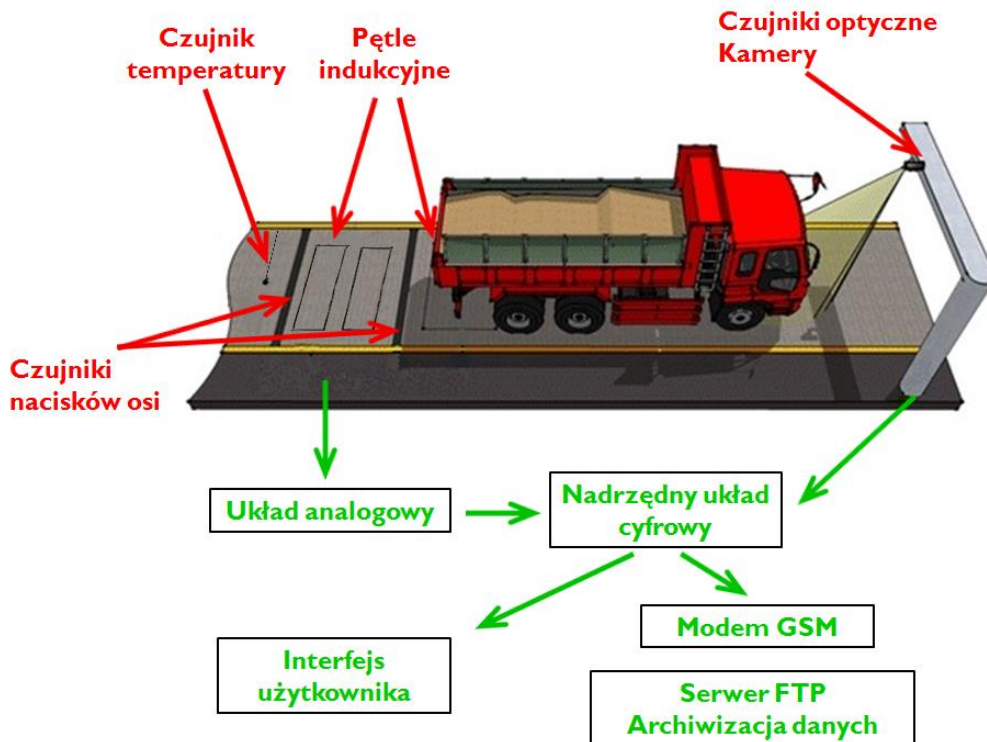 Czujnik
temperatury
Pętle
indukcyjne
Czujniki optyczne
Kamery
Czujniki
nacisków osi
Układ analogowy
Nadrzędny układ
cyfrowy
Interfejs
użytkownika
Modem GSM
Serwer FTP
Archiwizacja danych